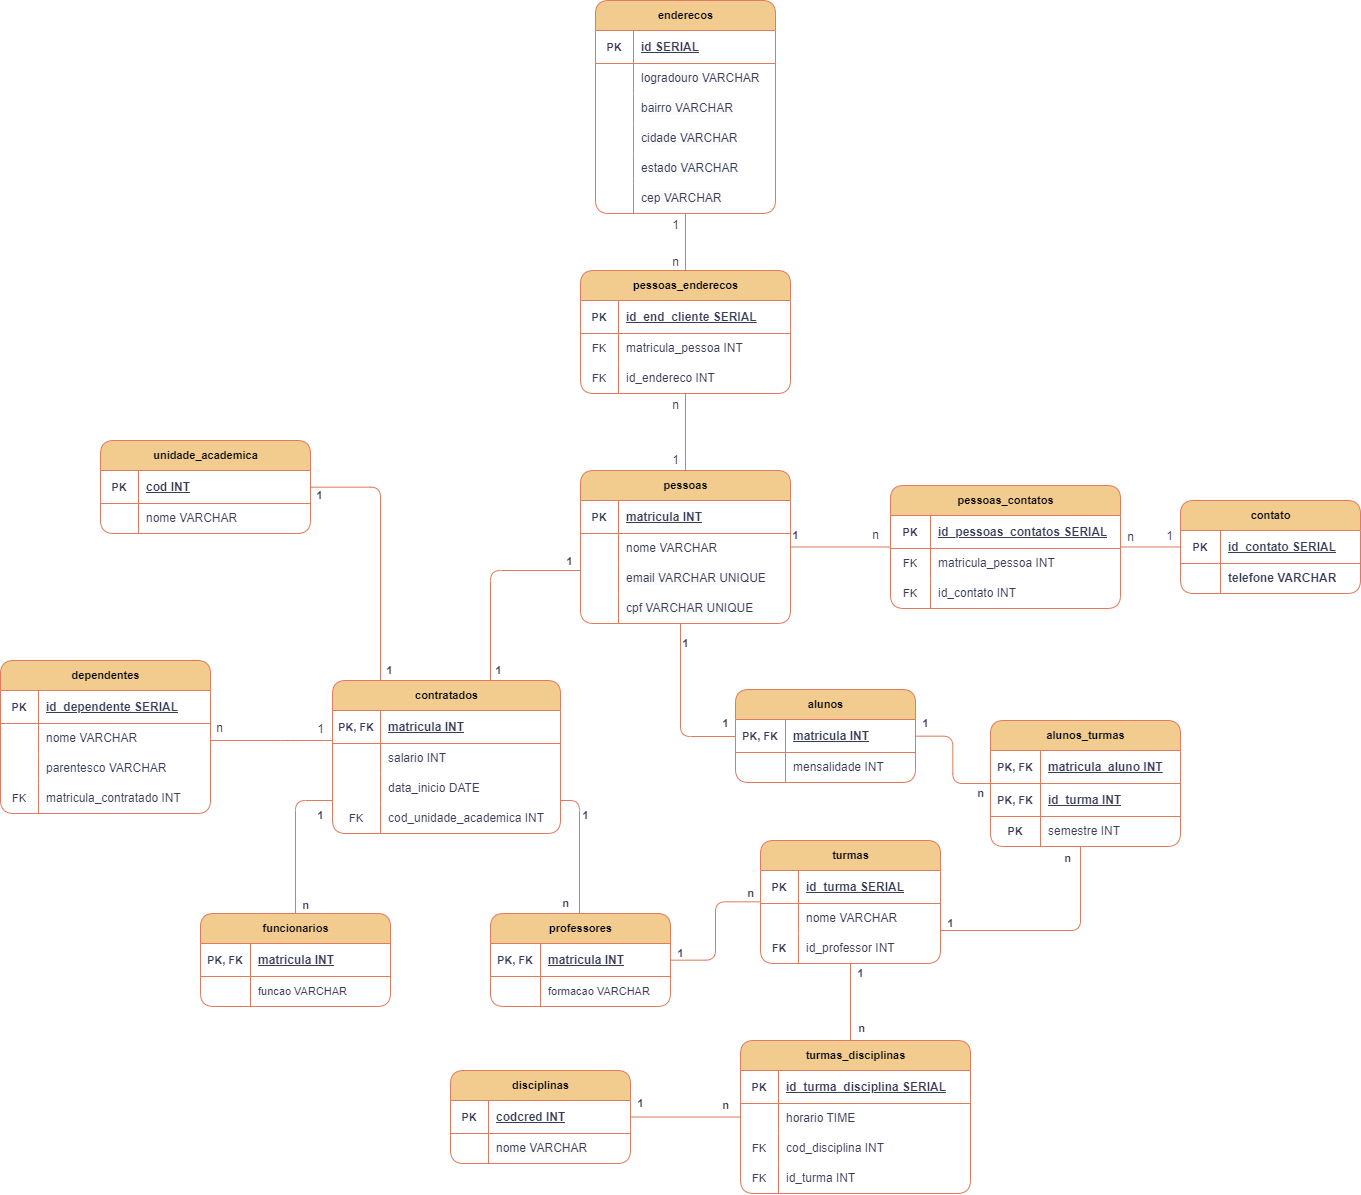 enderecos
PK id SERIAL
logradouro VARCHAR
bairro VARCHAR
cidade VARCHAR
estado VARCHAR
cep VARCHAR
1
n
pessoas_enderecos
PK id_end_cliente SERIAL
FK matricula_pessoa INT
FK id_endereco INT
n
1
unidade_academica
PK cod INT
nome VARCHAR
1
1
pessoas
PK matricula INT
nome VARCHAR
email VARCHAR UNIQUE
cpf VARCHAR UNIQUE
1
n
pessoas_contatos
PK id_pessoas_contatos SERIAL
FK matricula_pessoa INT
FK id_contato INT
n
1
contato
PK id_contato SERIAL
telefone VARCHAR
1
1
1
1
dependentes
PK id_dependente SERIAL
nome VARCHAR
parentesco VARCHAR
FK matricula_contratado INT
n
1
contratados
PK, FK matricula INT
salario INT
data_inicio DATE
FK cod_unidade_academica INT
alunos
PK, FK matricula INT
mensalidade INT
1
n
alunos_turmas
PK, FK matricula_aluno INT
PK, FK id_turma INT
PK semestre INT
1
n
1
n
funcionarios
PK, FK matricula INT
funcao VARCHAR
professores
PK, FK matricula INT
formacao VARCHAR
1
n
turmas
PK id_turma SERIAL
nome VARCHAR
FK id_professor INT
1
n
1
n
disciplinas
PK codcred INT
nome VARCHAR
1
n
turmas_disciplinas
PK id_turma_disciplina SERIAL
horario TIME
FK cod_disciplina INT
FK id_turma INT